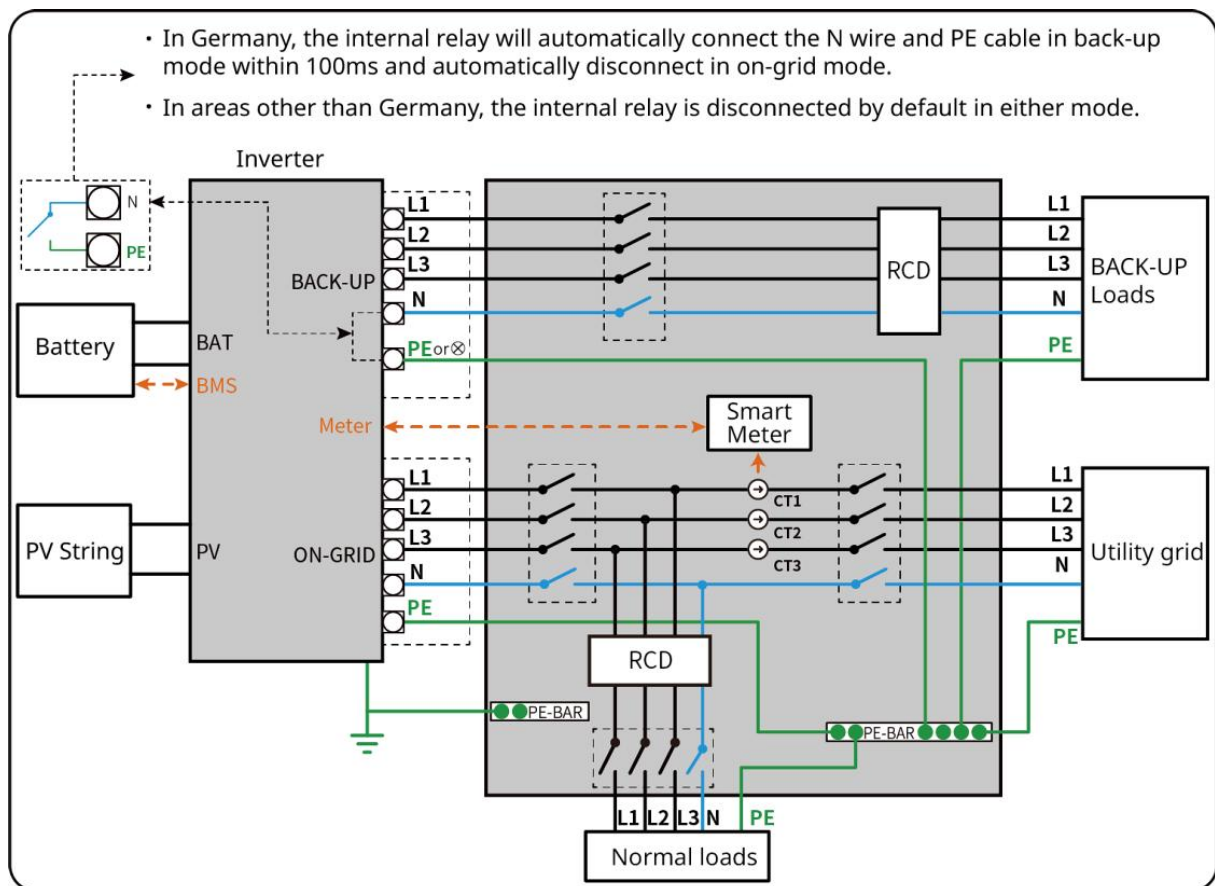 · In Germany, the internal relay will automatically connect the N wire and PE cable in back-up
mode within 100ms and automatically disconnect in on-grid mode.
· In areas other than Germany, the internal relay is disconnected by default in either mode.
Inverter
N
PE
L1
L2
L3
N
PEor⊗
BACK-UP
RCD
L1
L2
L3
N
PE
BACK-UP
Loads
Battery
BAT
BMS
Meter
Smart
Meter
PV String
PV
ON-GRID
L1
L2
L3
N
PE
CT1
CT2
CT3
L1
L2
L3
N
PE
Utility grid
RCD
PE-BAR
PE-BAR
L1
L2
L3
N
PE
Normal loads